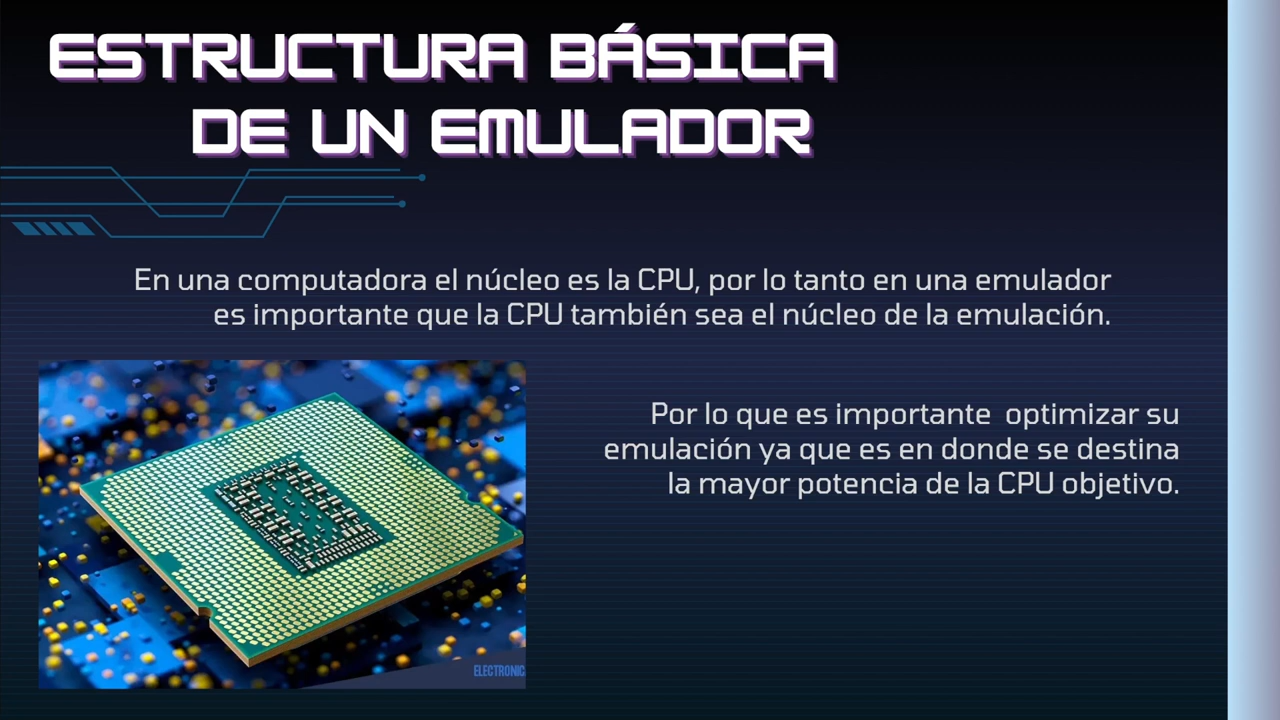 ESTRUCTURA BÁSICA
DE UN EMULADOR
En una computadora el núcleo es la CPU, por lo tanto en una emulador
es importante que la CPU también sea el núcleo de la emulación.
Por lo que es importante optimizar su
emulación ya que es en donde se destina
la mayor potencia de la CPU objetivo.
ELECTRONIC